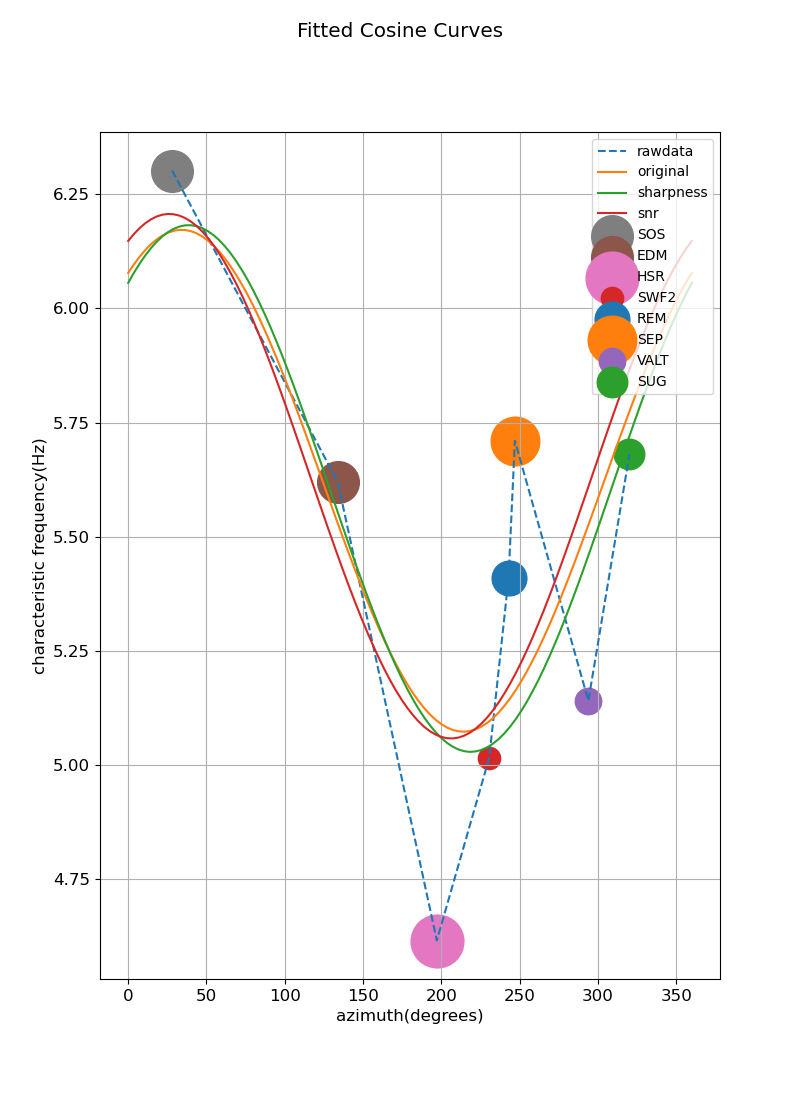 Fitted Cosine Curves
rawdata
original
sharpness
snr
SOS
EDM
HSR
SWF2
REM
SEP
VALT
SUG
6.25
6.00
5.75
5.50
5.25
5.00
4.75
characteristic frequency(Hz)
0 50 100 150 200 250 300 350
azimuth(degrees)